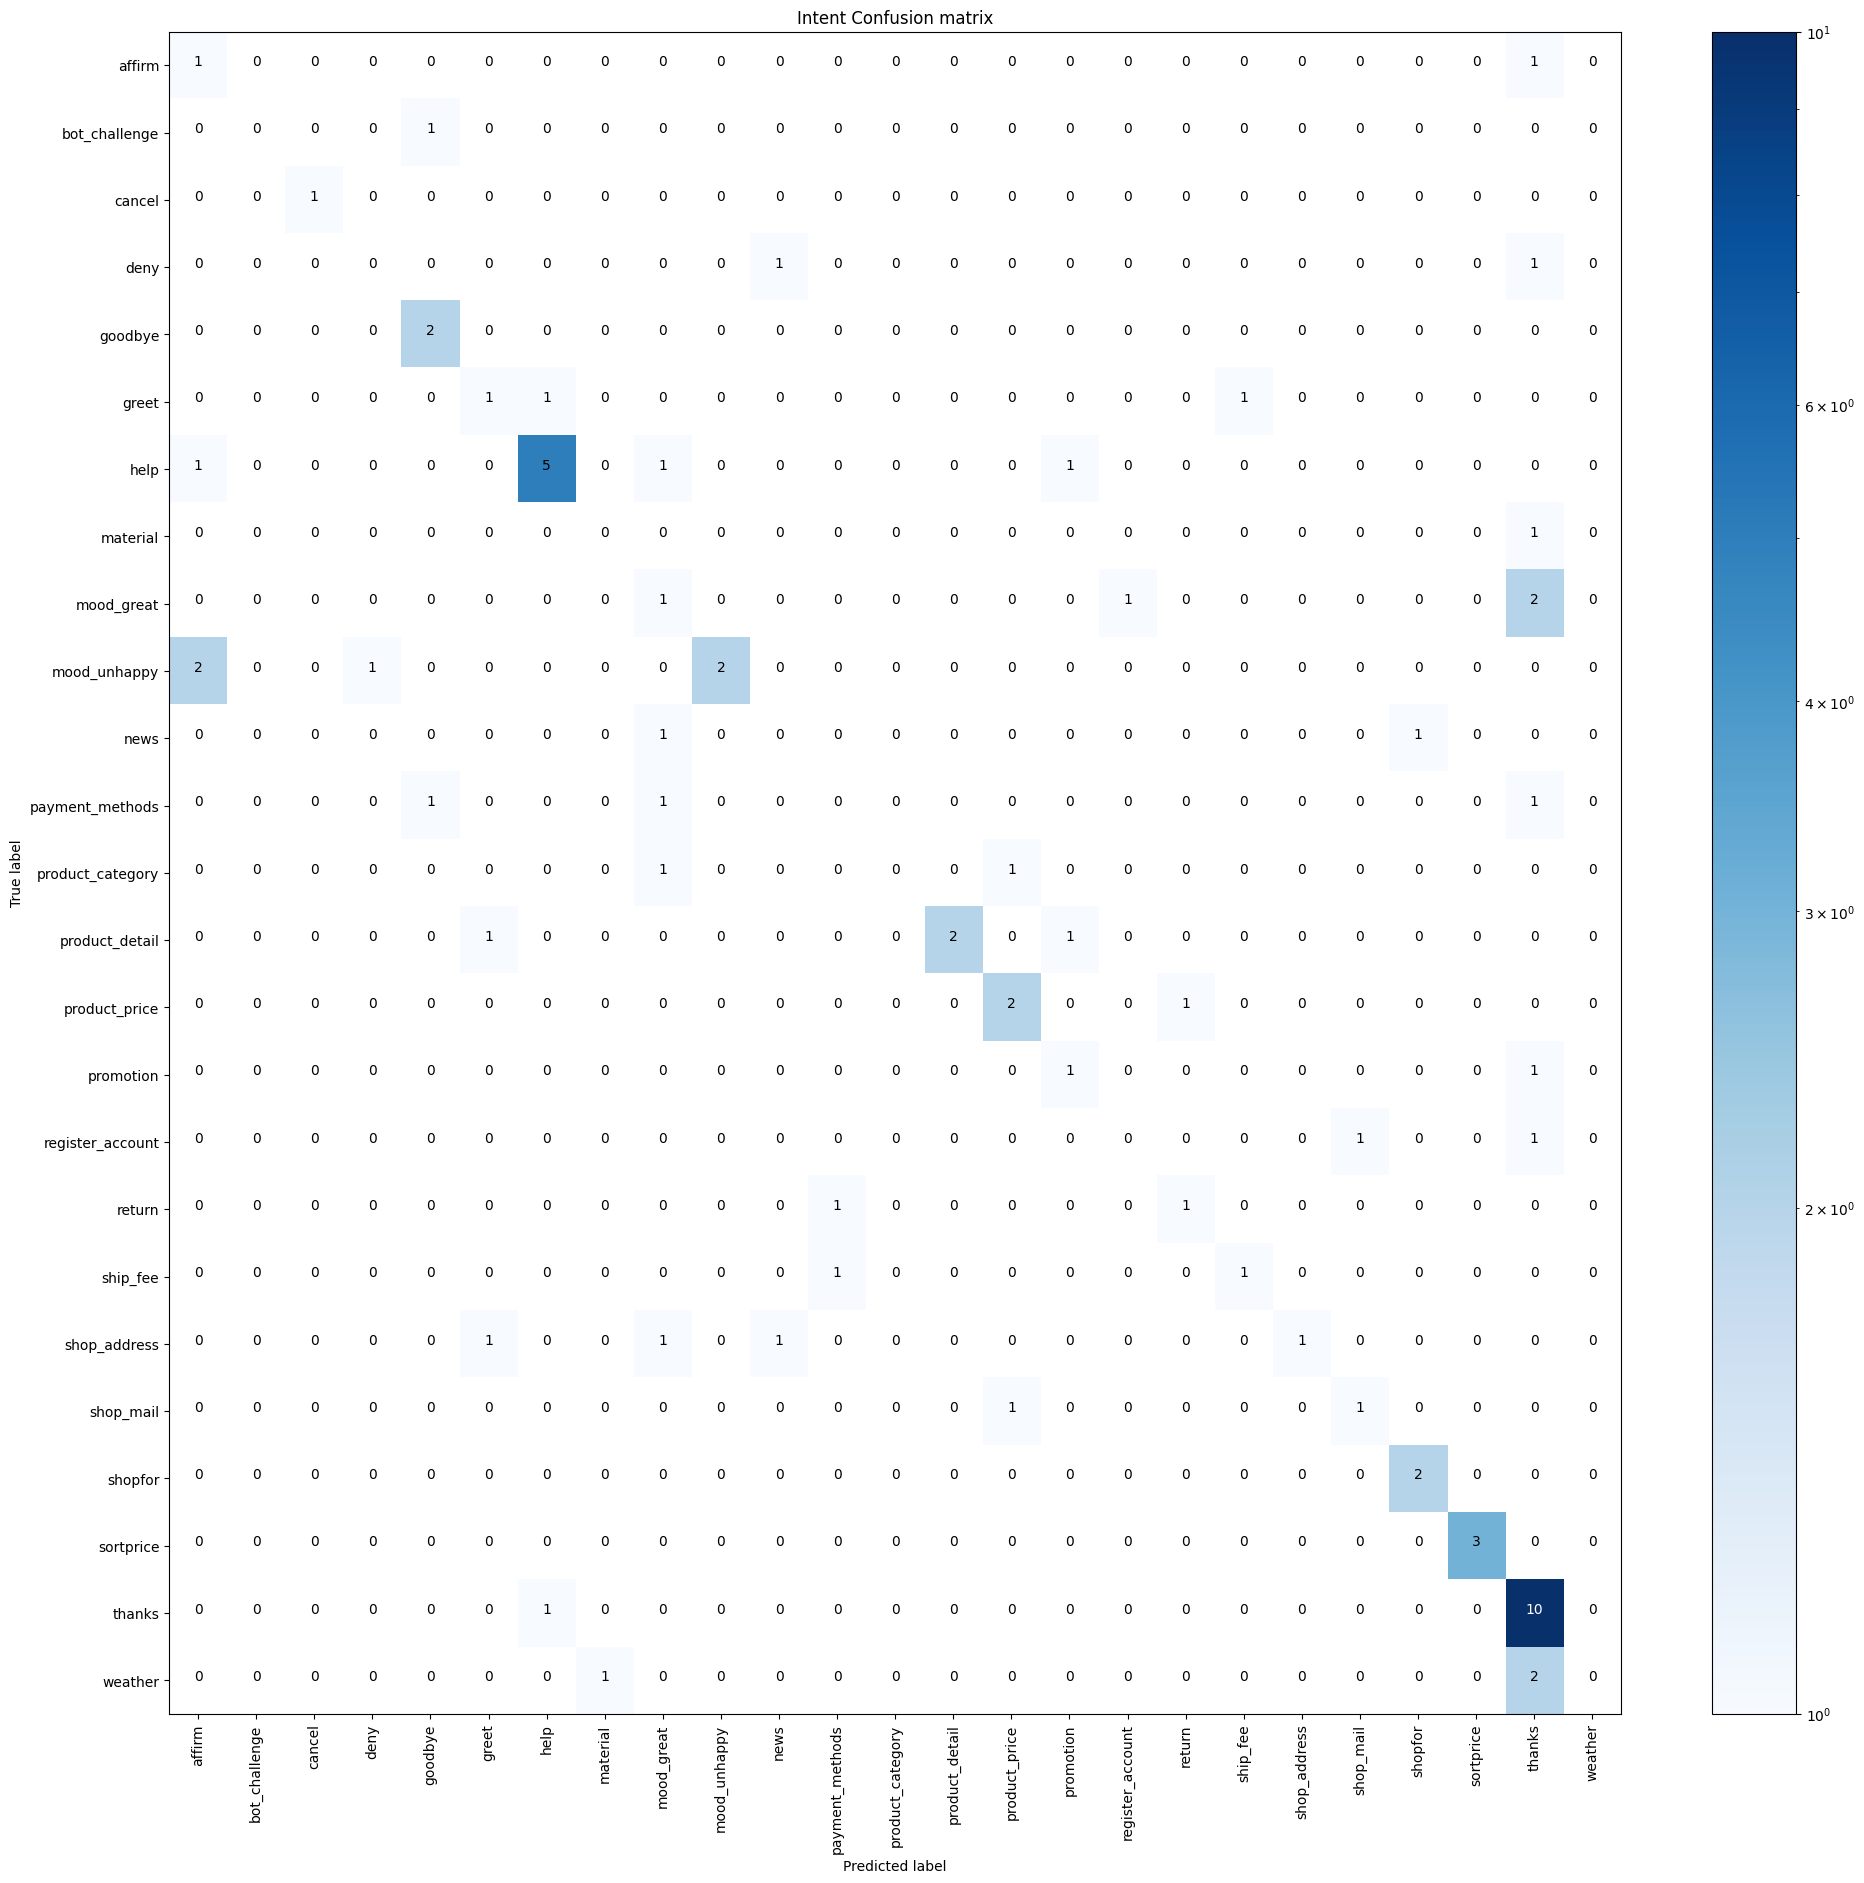 Intent Confusion matrix
affirm 1 0 0 0 0 0 0 0 0 0 0 0 0 0 0 0 0 0 0 0 0 0 0 1 0
bot_challenge 0 0 0 0 1 0 0 0 0 0 0 0 0 0 0 0 0 0 0 0 0 0 0 0 0
cancel 0 0 1 0 0 0 0 0 0 0 0 0 0 0 0 0 0 0 0 0 0 0 0 0 0
deny 0 0 0 0 0 0 0 0 0 0 1 0 0 0 0 0 0 0 0 0 0 0 0 1 0
goodbye 0 0 0 0 2 0 0 0 0 0 0 0 0 0 0 0 0 0 0 0 0 0 0 0 0
greet 0 0 0 0 0 1 1 0 0 0 0 0 0 0 0 0 0 0 1 0 0 0 0 0 0
help 1 0 0 0 0 0 5 0 1 0 0 0 0 0 0 1 0 0 0 0 0 0 0 0 0
material 0 0 0 0 0 0 0 0 0 0 0 0 0 0 0 0 0 0 0 0 0 0 0 1 0
mood_great 0 0 0 0 0 0 0 0 1 0 0 0 0 0 0 0 1 0 0 0 0 0 0 2 0
mood_unhappy 2 0 0 1 0 0 0 0 0 2 0 0 0 0 0 0 0 0 0 0 0 0 0 0 0
news 0 0 0 0 0 0 0 0 1 0 0 0 0 0 0 0 0 0 0 0 0 1 0 0 0
payment_methods 0 0 0 0 1 0 0 0 1 0 0 0 0 0 0 0 0 0 0 0 0 0 0 1 0
product_category 0 0 0 0 0 0 0 0 1 0 0 0 0 0 1 0 0 0 0 0 0 0 0 0 0
product_detail 0 0 0 0 0 1 0 0 0 0 0 0 0 2 0 1 0 0 0 0 0 0 0 0 0
product_price 0 0 0 0 0 0 0 0 0 0 0 0 0 0 2 0 0 1 0 0 0 0 0 0 0
promotion 0 0 0 0 0 0 0 0 0 0 0 0 0 0 0 1 0 0 0 0 0 0 0 1 0
register_account 0 0 0 0 0 0 0 0 0 0 0 0 0 0 0 0 0 0 0 0 1 0 0 1 0
return 0 0 0 0 0 0 0 0 0 0 0 1 0 0 0 0 0 1 0 0 0 0 0 0 0
ship_fee 0 0 0 0 0 0 0 0 0 0 0 1 0 0 0 0 0 0 1 0 0 0 0 0 0
shop_address 0 0 0 0 0 1 0 0 1 0 1 0 0 0 0 0 0 0 0 1 0 0 0 0 0
shop_mail 0 0 0 0 0 0 0 0 0 0 0 0 0 0 1 0 0 0 0 0 1 0 0 0 0
shopfor 0 0 0 0 0 0 0 0 0 0 0 0 0 0 0 0 0 0 0 0 0 2 0 0 0
sortprice 0 0 0 0 0 0 0 0 0 0 0 0 0 0 0 0 0 0 0 0 0 0 3 0 0
thanks 0 0 0 0 0 0 1 0 0 0 0 0 0 0 0 0 0 0 0 0 0 0 0 10 0
weather 0 0 0 0 0 0 0 1 0 0 0 0 0 0 0 0 0 0 0 0 0 0 0 2 0
True label
affirm
bot_challenge
cancel
deny
goodbye
greet
help
material
mood_great
mood_unhappy
news
payment_methods
product_category
product_detail
product_price
promotion
register_account
return
ship_fee
shop_address
shop_mail
shopfor
sortprice
thanks
weather
Predicted label
10¹
6 × 10⁰
4 × 10⁰
3 × 10⁰
2 × 10⁰
10⁰